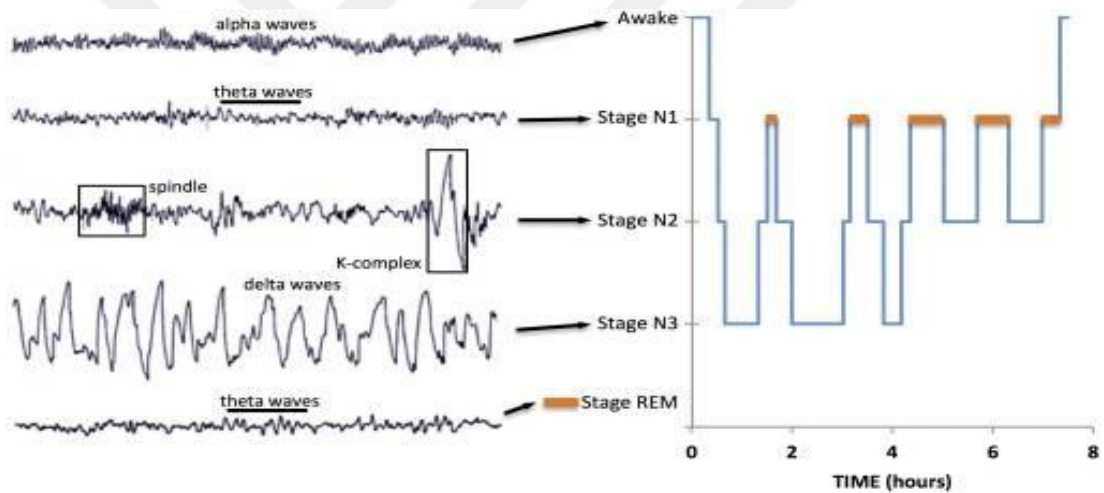 alpha waves
Awake
theta waves
Stage N1
spindle
Stage N2
K-complex
delta waves
Stage N3
theta waves
Stage REM
0 2 4 6 8
TIME (hours)